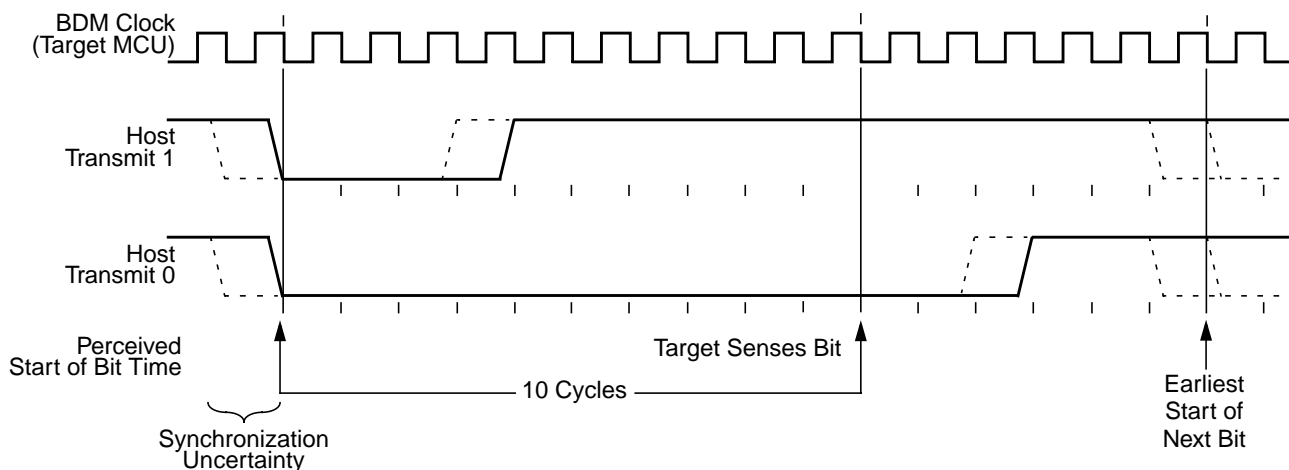 BDM Clock
(Target MCU)
Host
Transmit 1
Host
Transmit 0
Perceived
Start of Bit Time
Target Senses Bit
10 Cycles
Earliest
Start of
Next Bit
Synchronization
Uncertainty